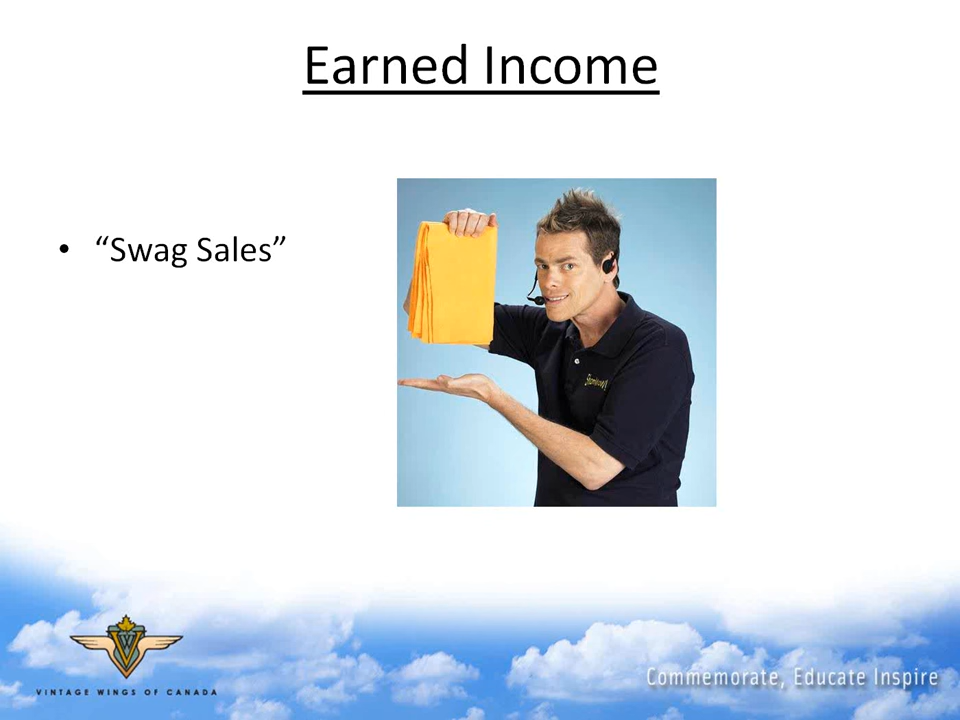 Earned Income
• “Swag Sales”
VINTAGE WINGS OF CANADA
Commemorate, Educate Inspire